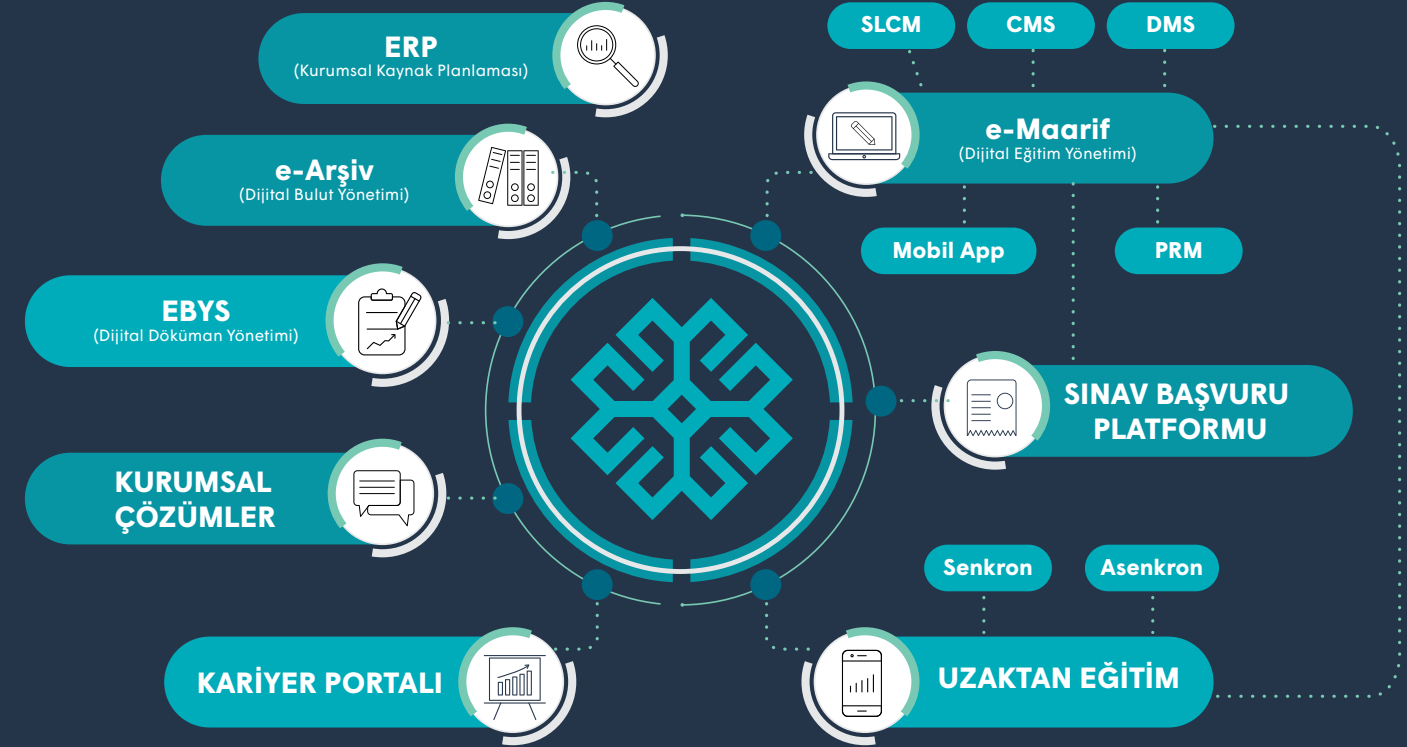 ERP
(Kurumsal Kaynak Planlaması)
e-Arşiv
(Dijital Bulut Yönetimi)
EBYS
(Dijital Döküman Yönetimi)
KURUMSAL
ÇÖZÜMLER
KARİYER PORTALI
SLCM
CMS
DMS
e-Maarif
(Dijital Eğitim Yönetimi)
Mobil App
PRM
SINAV BAŞVURU
PLATFORMU
Senkron
Asenkron
UZAKTAN EĞİTİM